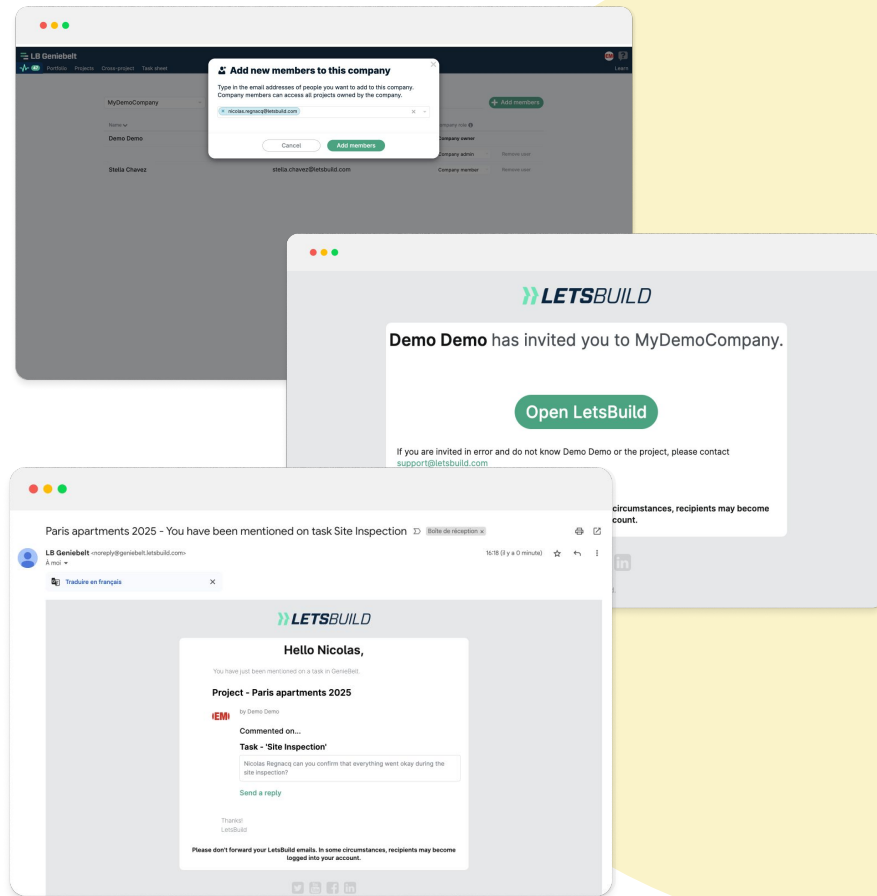 LB Geniebelt
47 Portfolio Projects Cross-project Task sheet
Learn
Add new members to this company
Type in the email addresses of people you want to add to this company.
Company members can access all projects owned by the company.
× nicolas.regnacq@letsbuild.com ×
Cancel Add members
MyDemoCompany
+ Add members
Name
Company role
Demo Demo
Company owner
Company admin Remove user
Stella Chavez stella.chavez@letsbuild.com Company member Remove user
LETSBUILD
Demo Demo has invited you to MyDemoCompany.
Open LetsBuild
If you are invited in error and do not know Demo Demo or the project, please contact
support@letsbuild.com
circumstances, recipients may become
count.
Paris apartments 2025 - You have been mentioned on task Site Inspection Boîte de réception ×
LB Geniebelt <noreply@geniebelt.letsbuild.com> 16:18 (il y a 0 minute)
À moi
Traduire en français ×
LETSBUILD
Hello Nicolas,
You have just been mentioned on a task in GenieBelt.
Project - Paris apartments 2025
EM by Demo Demo
Commented on...
Task - 'Site Inspection'
Nicolas Regnacq can you confirm that everything went okay during the
site inspection?
Send a reply
Thanks!
LetsBuild
Please don't forward your LetsBuild emails. In some circumstances, recipients may become
logged into your account.